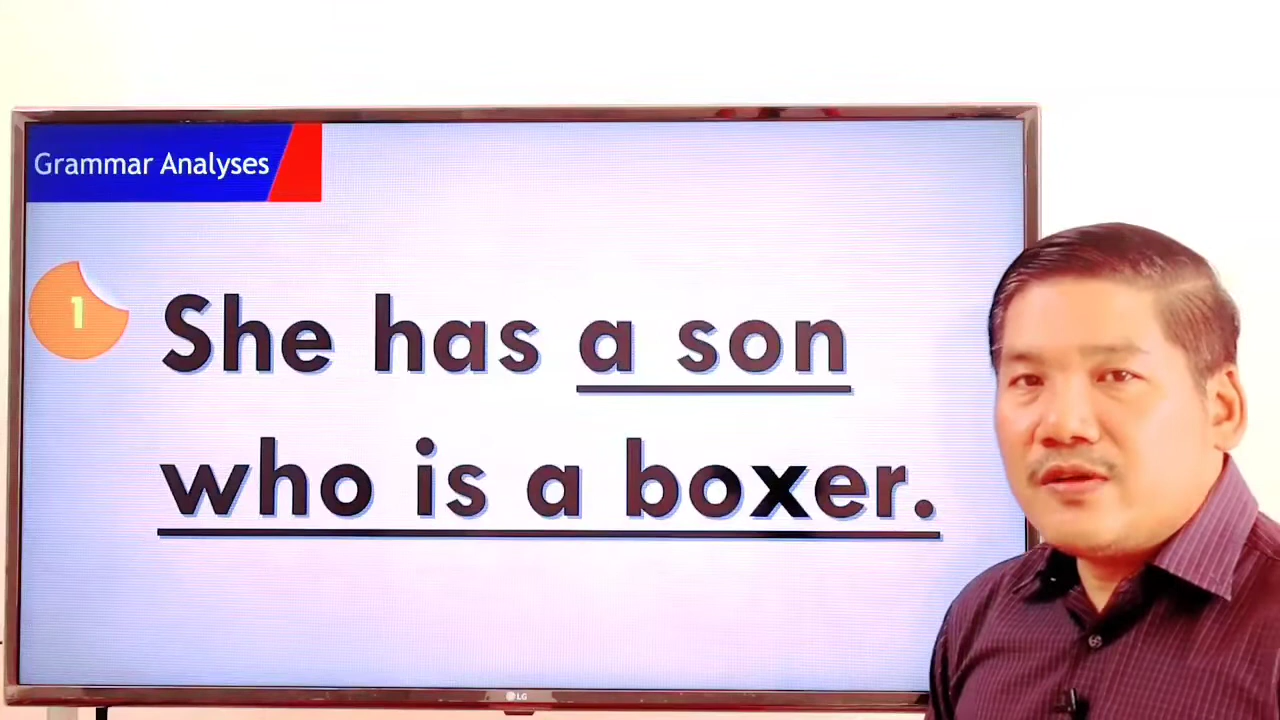 Grammar Analyses
1
She has a son
who is a boxer.
LG